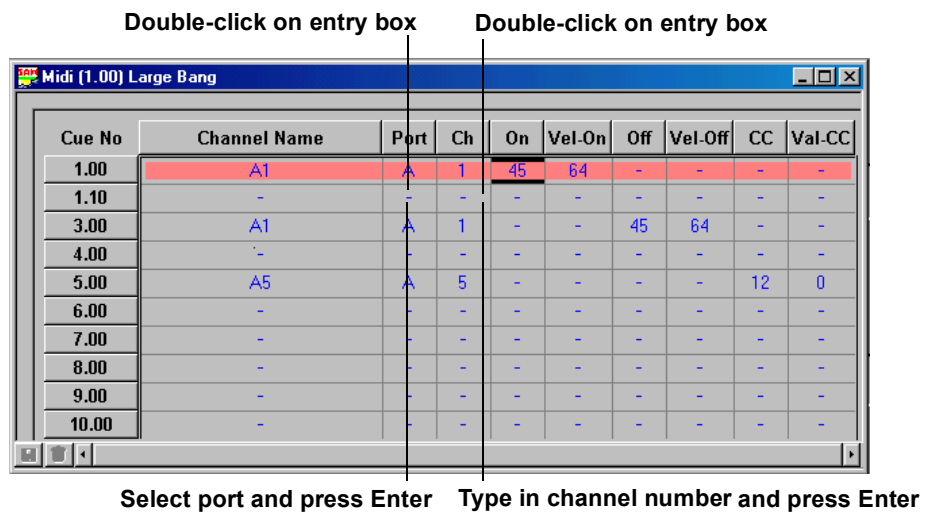 Double-click on entry box Double-click on entry box
SAM Midi (1.00) Large Bang
Cue No Channel Name Port Ch On Vel-On Off Vel-Off CC Val-CC
1.00 A1 A 1 45 64 - - - -
1.10 - - - - - - - - -
3.00 A1 A 1 - - 45 64 - -
4.00 - - - - - - - - -
5.00 A5 A 5 - - - - 12 0
6.00 - - - - - - - - -
7.00 - - - - - - - - -
8.00 - - - - - - - - -
9.00 - - - - - - - - -
10.00 - - - - - - - - -
Select port and press Enter Type in channel number and press Enter